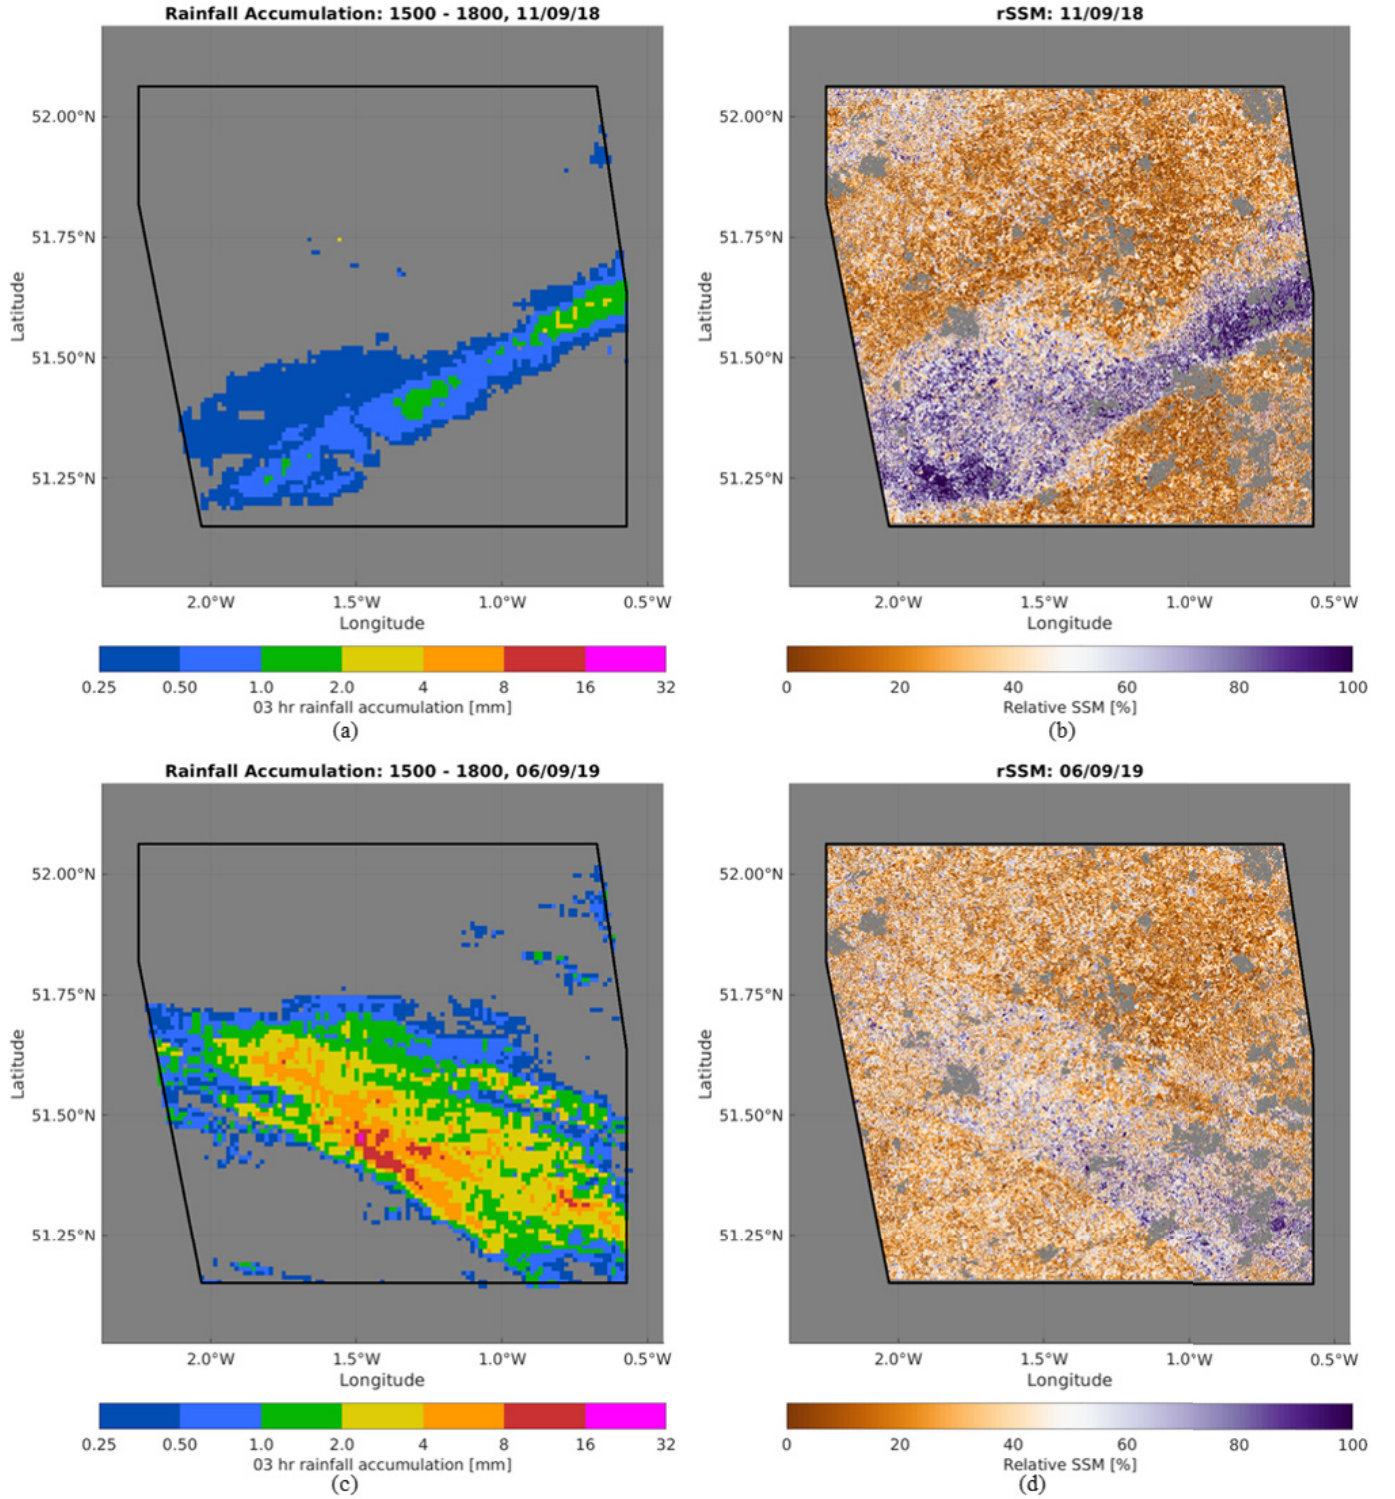 Rainfall Accumulation: 1500 - 1800, 11/09/18
52.00°N
51.75°N
51.50°N
51.25°N
Latitude
2.0°W 1.5°W 1.0°W 0.5°W
Longitude
0.25 0.50 1.0 2.0 4 8 16 32
03 hr rainfall accumulation [mm]
(a)
rSSM: 11/09/18
52.00°N
51.75°N
51.50°N
51.25°N
Latitude
2.0°W 1.5°W 1.0°W 0.5°W
Longitude
0 20 40 60 80 100
Relative SSM [%]
(b)
Rainfall Accumulation: 1500 - 1800, 06/09/19
52.00°N
51.75°N
51.50°N
51.25°N
Latitude
2.0°W 1.5°W 1.0°W 0.5°W
Longitude
0.25 0.50 1.0 2.0 4 8 16 32
03 hr rainfall accumulation [mm]
(c)
rSSM: 06/09/19
52.00°N
51.75°N
51.50°N
51.25°N
Latitude
2.0°W 1.5°W 1.0°W 0.5°W
Longitude
0 20 40 60 80 100
Relative SSM [%]
(d)